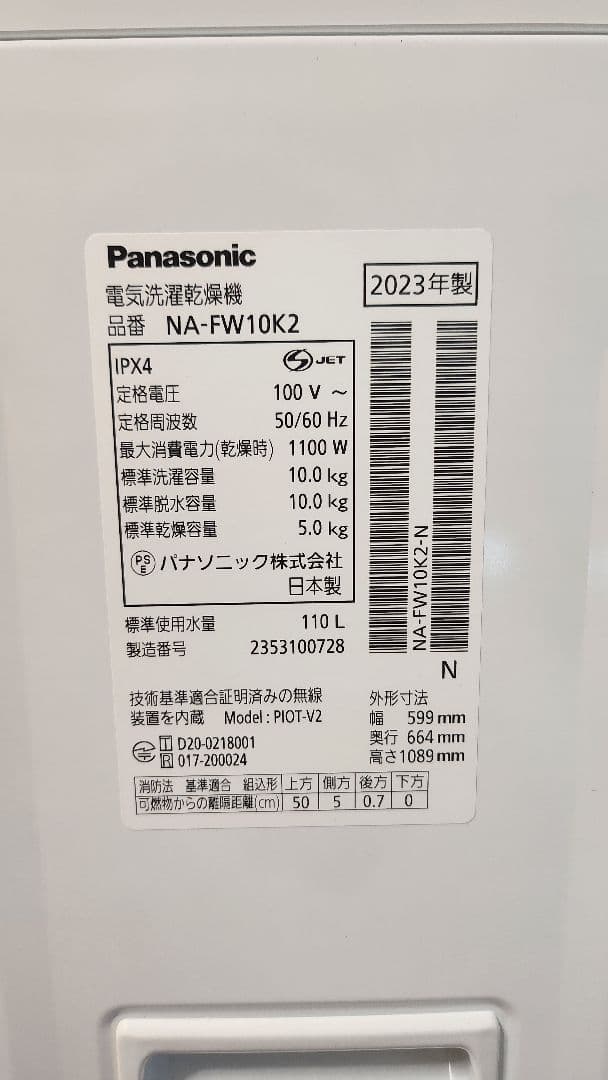 Panasonic
電気洗濯乾燥機
2023年製
品番 NA-FW10K2
IPX4 S JET
定格電圧 100 V ～
定格周波数 50/60 Hz
最大消費電力(乾燥時) 1100 W
標準洗濯容量 10.0 kg
標準脱水容量 10.0 kg
標準乾燥容量 5.0 kg
PS E パナソニック株式会社
日本製
標準使用水量 110 L
製造番号 2353100728
NA-FW10K2-N
N
技術基準適合証明済みの無線
装置を内蔵 Model : PIOT-V2
T D20-0218001
R 017-200024
外形寸法
幅 599 mm
奥行 664 mm
高さ1089 mm
消防法 基準適合 組込形 上方 側方 後方 下方
可燃物からの離隔距離(cm) 50 5 0.7 0